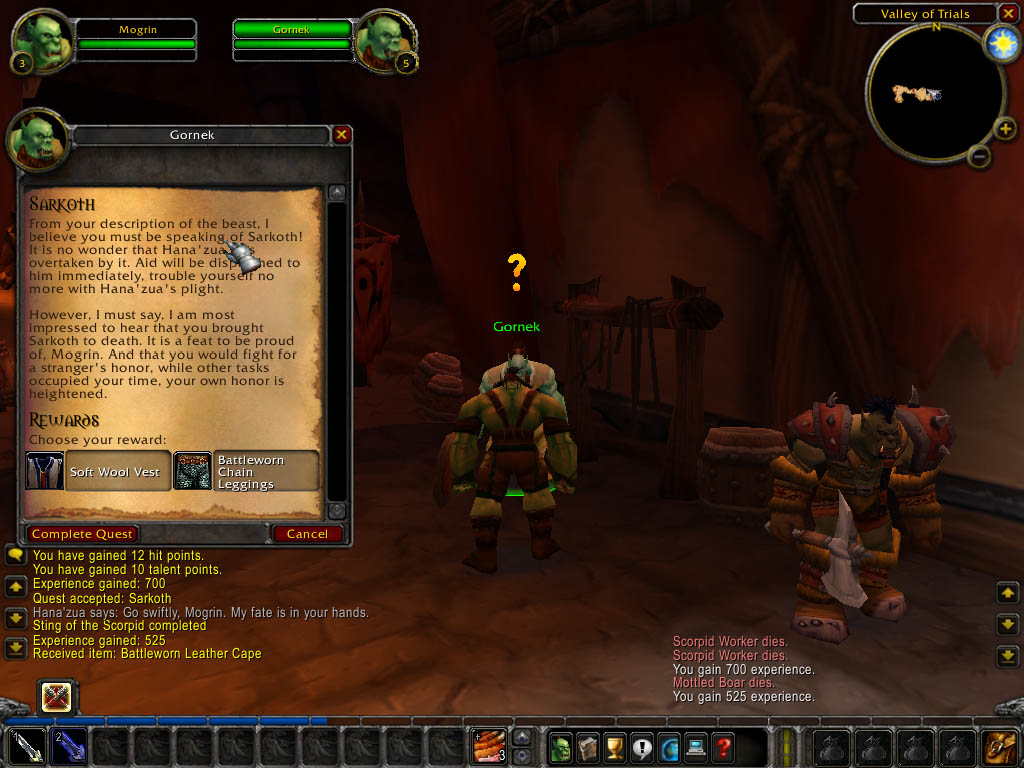 Mogrin
3
Gornek
5
Valley of Trials
N
Gornek
Sarkoth
From your description of the beast, I
believe you must be speaking of Sarkoth!
It is no wonder that Hana'zua
overtaken by it. Aid will be to
him immediately, trouble yourself no
more with Hana'zua's plight.
However, I must say, I am most
impressed to hear that you brought
Sarkoth to death. It is a feat to be proud
of, Mogrin. And that you would fight for
a stranger's honor, while other tasks
occupied your time, your own honor is
heightened.
Rewards
Choose your reward:
Soft Wool Vest
Battleworn
Chain
Leggings
Complete Quest
Cancel
?
Gornek
You have gained 12 hit points.
You have gained 10 talent points.
Experience gained: 700
Quest accepted: Sarkoth
Hana'zua says: Go swiftly, Mogrin. My fate is in your hands.
Sting of the Scorpid completed
Experience gained: 525
Received item: Battleworn Leather Cape
Scorpid Worker dies.
Scorpid Worker dies.
You gain 700 experience.
Mottled Boar dies.
You gain 525 experience.
1
2
3
!
?